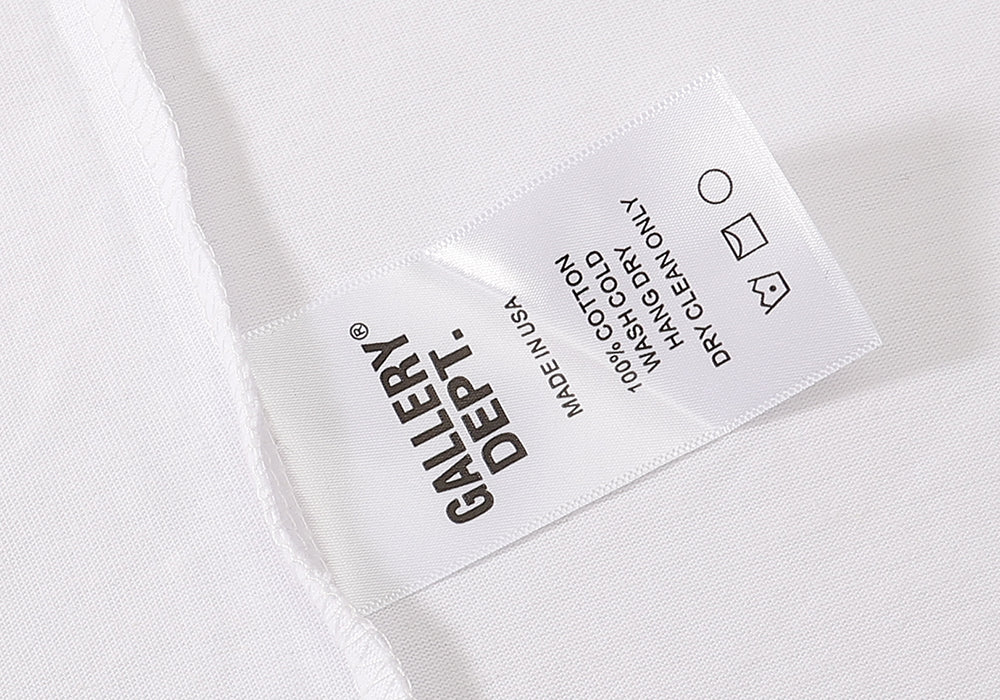 GALLERY®
DEPT.
MADE IN USA
100% COTTON
WASH COLD
HANG DRY
DRY CLEAN ONLY